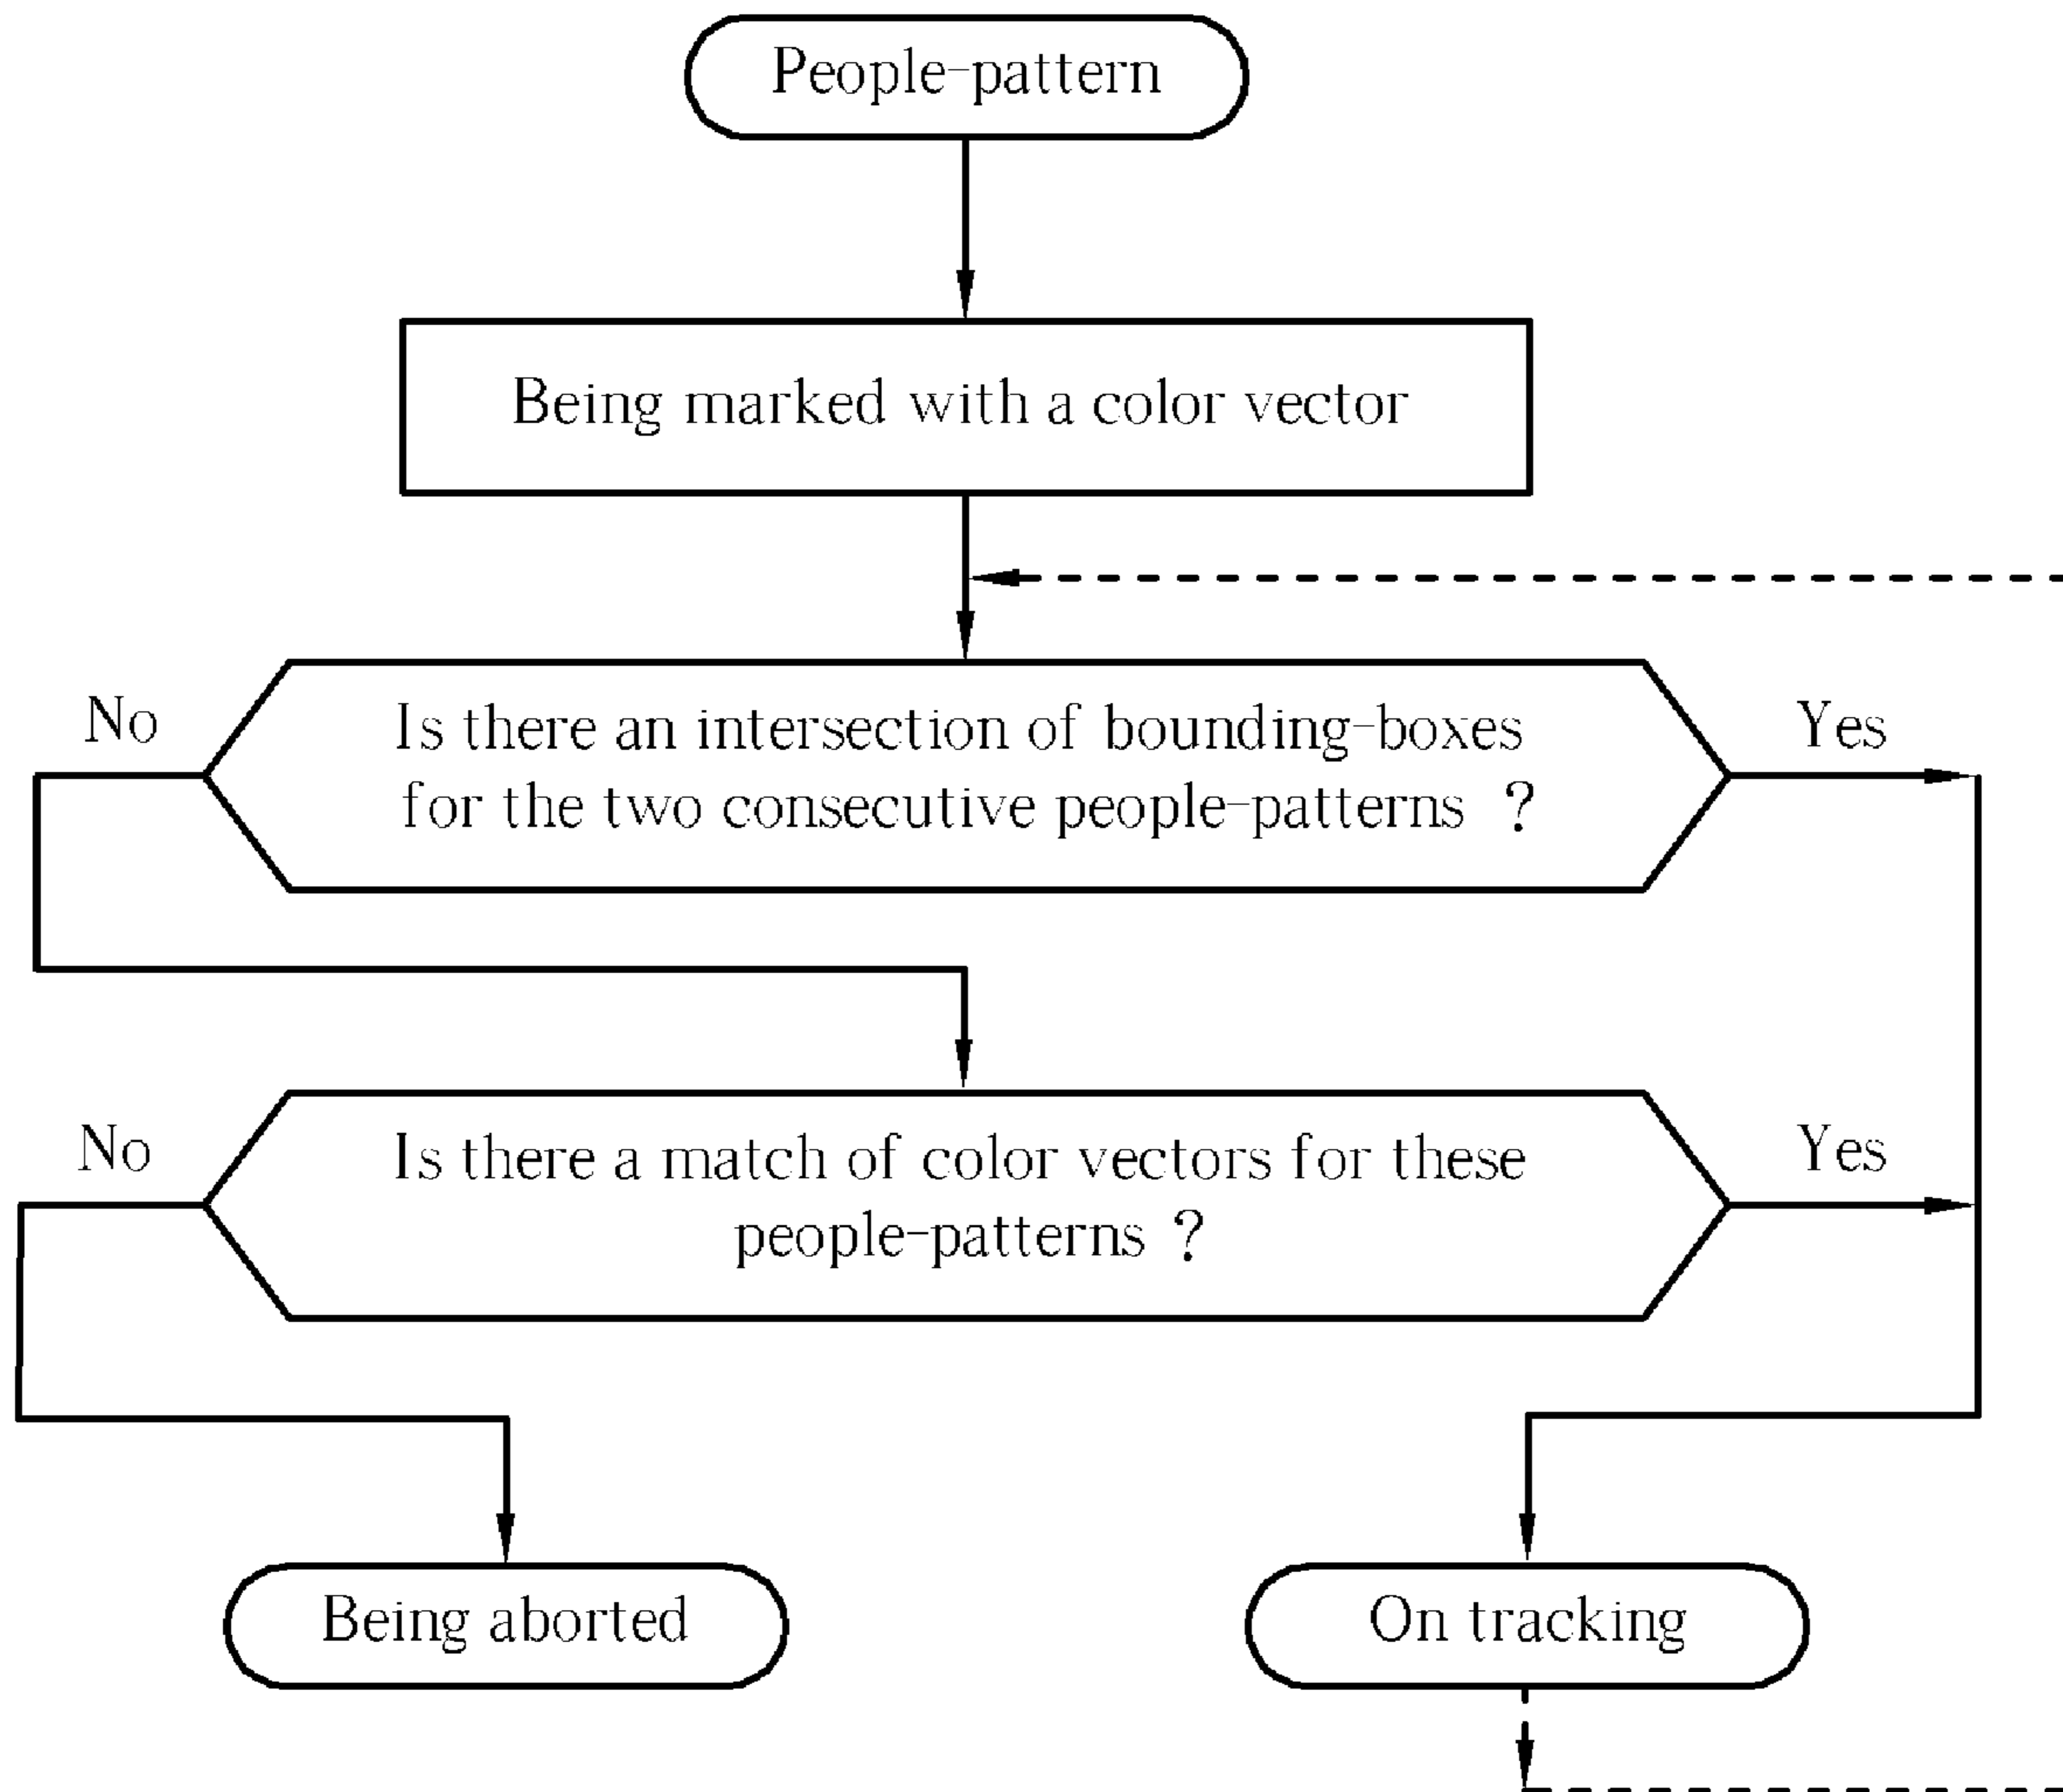 People-pattern
Being marked with a color vector
No
Is there an intersection of bounding-boxes
for the two consecutive people-patterns ?
Yes
No
Is there a match of color vectors for these
people-patterns ?
Yes
Being aborted
On tracking